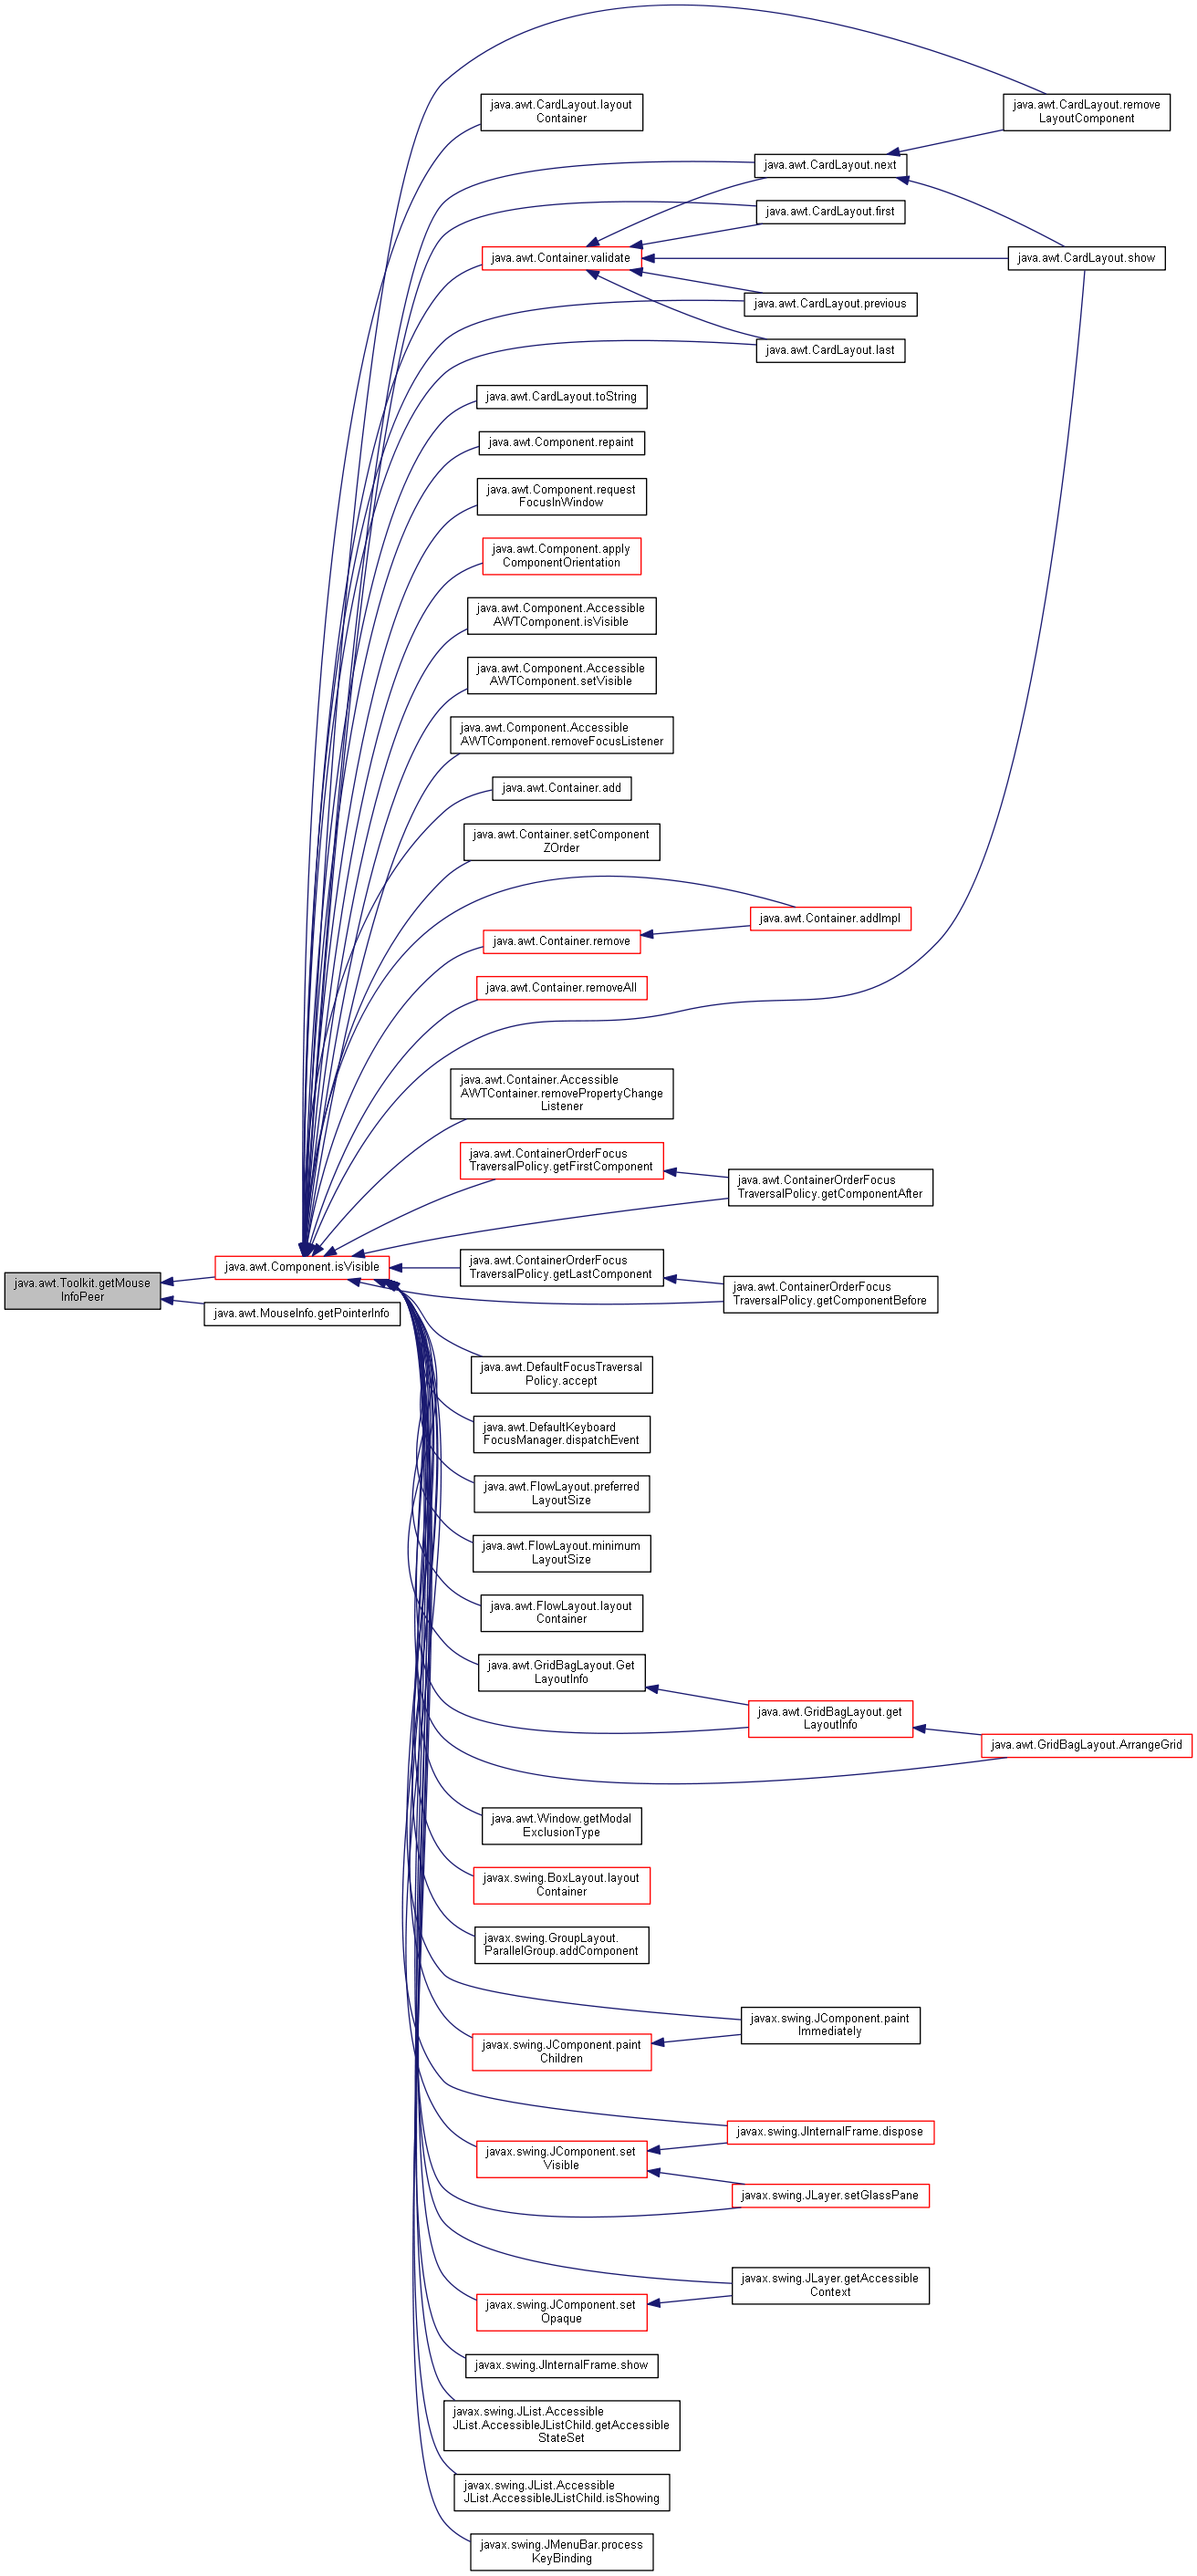 java.awt.CardLayout.remove
LayoutComponent
java.awt.CardLayout.layout
Container
java.awt.CardLayout.next
java.awt.CardLayout.first
java.awt.Container.validate
java.awt.CardLayout.show
java.awt.CardLayout.previous
java.awt.CardLayout.last
java.awt.CardLayout.toString
java.awt.Component.repaint
java.awt.Component.request
FocusInWindow
java.awt.Component.apply
ComponentOrientation
java.awt.Component.Accessible
AWTComponent.isVisible
java.awt.Component.Accessible
AWTComponent.setVisible
java.awt.Component.Accessible
AWTComponent.removeFocusListener
java.awt.Container.add
java.awt.Container.setComponent
ZOrder
java.awt.Container.addImpl
java.awt.Container.remove
java.awt.Container.removeAll
java.awt.Container.Accessible
AWTContainer.removePropertyChange
Listener
java.awt.ContainerOrderFocus
TraversalPolicy.getFirstComponent
java.awt.ContainerOrderFocus
TraversalPolicy.getComponentAfter
java.awt.Component.isVisible
java.awt.ContainerOrderFocus
TraversalPolicy.getLastComponent
java.awt.Toolkit.getMouse
InfoPeer
java.awt.ContainerOrderFocus
TraversalPolicy.getComponentBefore
java.awt.MouseInfo.getPointerInfo
java.awt.DefaultFocusTraversal
Policy.accept
java.awt.DefaultKeyboard
FocusManager.dispatchEvent
java.awt.FlowLayout.preferred
LayoutSize
java.awt.FlowLayout.minimum
LayoutSize
java.awt.FlowLayout.layout
Container
java.awt.GridBagLayout.Get
LayoutInfo
java.awt.GridBagLayout.get
LayoutInfo
java.awt.GridBagLayout.ArrangeGrid
java.awt.Window.getModal
ExclusionType
javax.swing.BoxLayout.layout
Container
javax.swing.GroupLayout.
ParallelGroup.addComponent
javax.swing.JComponent.paint
Immediately
javax.swing.JComponent.paint
Children
javax.swing.JInternalFrame.dispose
javax.swing.JComponent.set
Visible
javax.swing.JLayer.setGlassPane
javax.swing.JLayer.getAccessible
Context
javax.swing.JComponent.set
Opaque
javax.swing.JInternalFrame.show
javax.swing.JList.Accessible
JList.AccessibleJListChild.getAccessible
StateSet
javax.swing.JList.Accessible
JList.AccessibleJListChild.isShowing
javax.swing.JMenuBar.process
KeyBinding